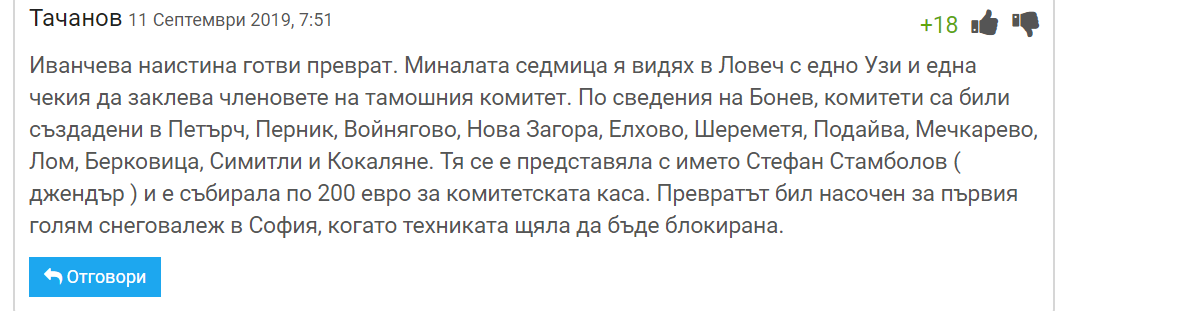 Тачанов 11 Септември 2019, 7:51
+18
Иванчева наистина готви преврат. Миналата седмица я видях в Ловеч с едно Узи и една
чекия да заклева членовете на тамошния комитет. По сведения на Бонев, комитети са били
създадени в Петърч, Перник, Войнягово, Нова Загора, Елхово, Шереметя, Подайва, Мечкарево,
Лом, Берковица, Симитли и Кокаляне. Тя се е представяла с името Стефан Стамболов (
джендър ) и е събирала по 200 евро за комитетската каса. Превратът бил насочен за първия
голям снеговалеж в София, когато техниката щяла да бъде блокирана.
Отговори